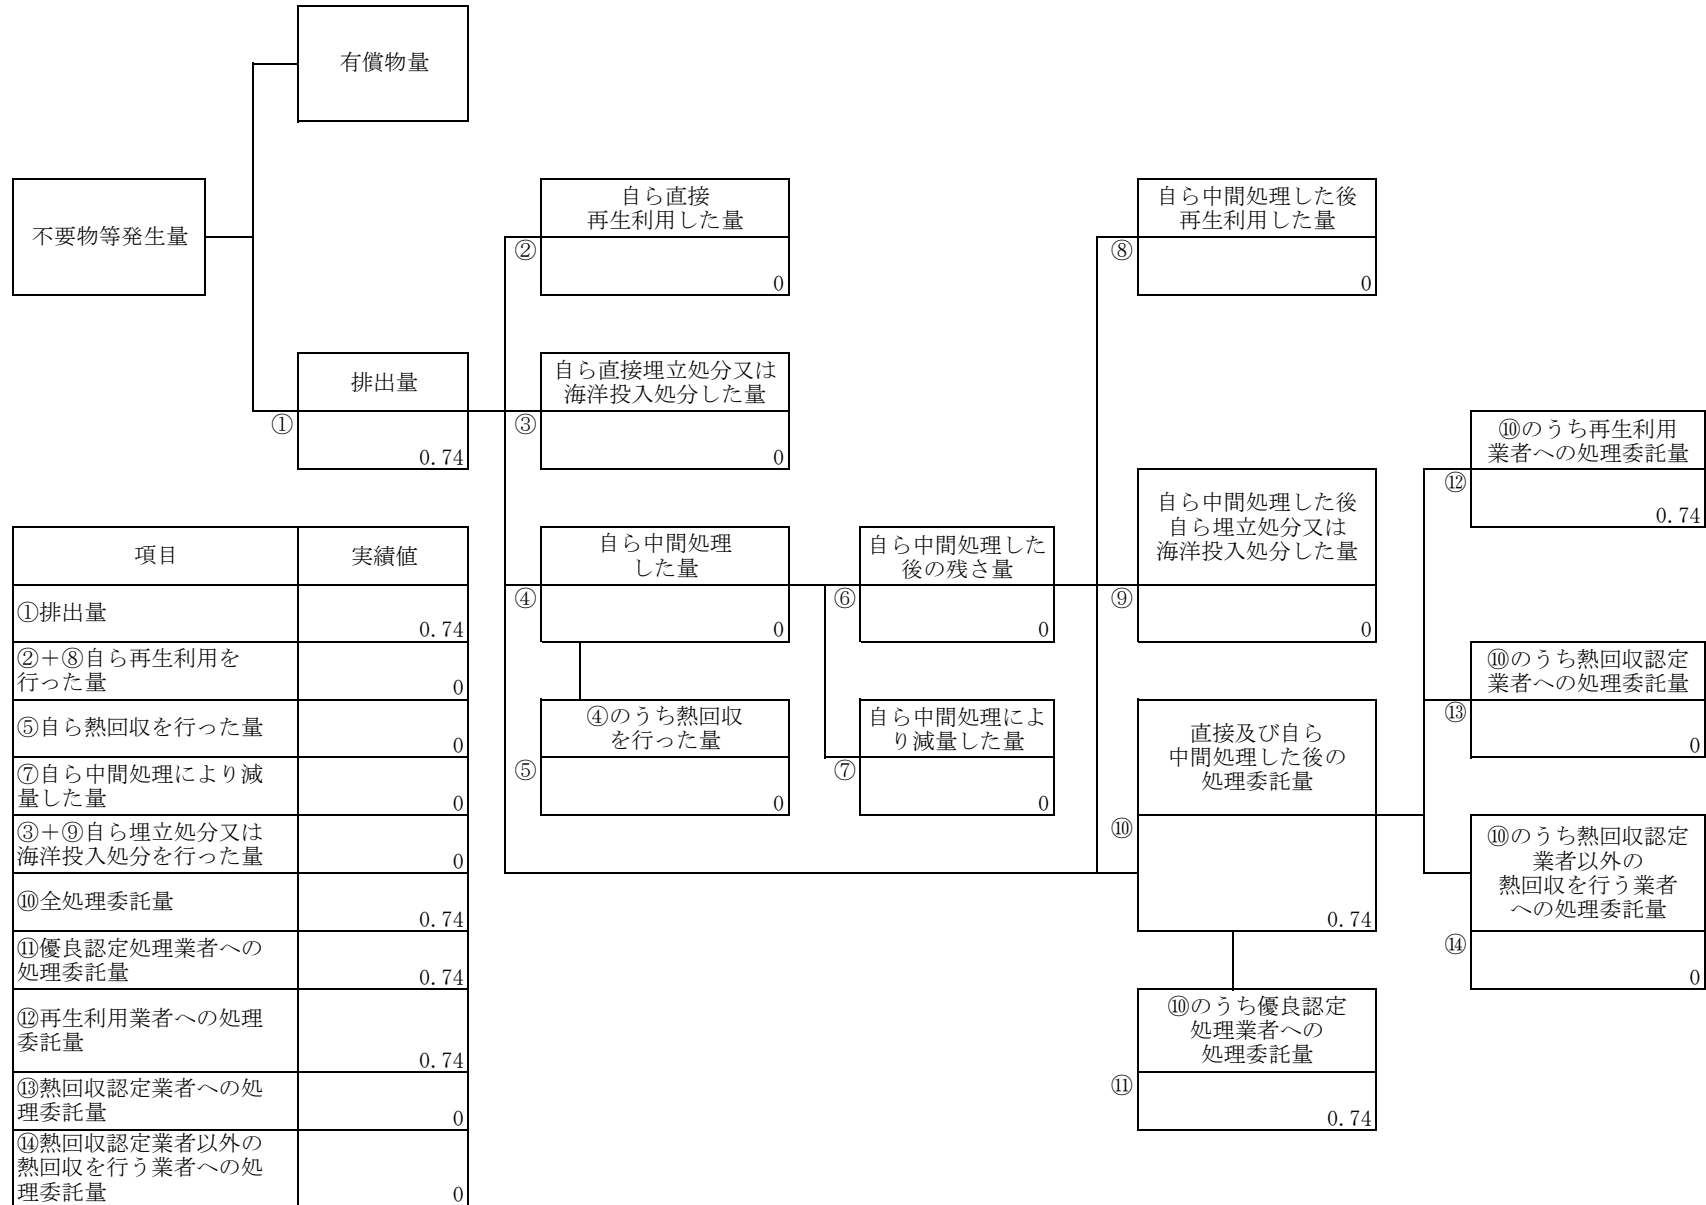 有償物量
不要物等発生量
自ら直接
再生利用した量
②
0
自ら中間処理した後
再生利用した量
⑧
0
排出量
①
0.74
自ら直接埋立処分又は
海洋投入処分した量
③
0
⑩のうち再生利用
業者への処理委託量
⑫
0.74
自ら中間処理した後
自ら埋立処分又は
海洋投入処分した量
⑨
0
自ら中間処理
した量
④
0
自ら中間処理した
後の残さ量
⑥
0
⑩のうち熱回収認定
業者への処理委託量
⑬
0
④のうち熱回収
を行った量
⑤
0
自ら中間処理によ
り減量した量
⑦
0
直接及び自ら
中間処理した後の
処理委託量
⑩
0.74
⑩のうち熱回収認定
業者以外の
熱回収を行う業者
への処理委託量
⑭
0
⑩のうち優良認定
処理業者への
処理委託量
⑪
0.74
項目 実績値
①排出量 0.74
②+⑧自ら再生利用を
行った量 0
⑤自ら熱回収を行った量 0
⑦自ら中間処理により減
量した量 0
③+⑨自ら埋立処分又は
海洋投入処分を行った量 0
⑩全処理委託量 0.74
⑪優良認定処理業者への
処理委託量 0.74
⑫再生利用業者への処理
委託量 0.74
⑬熱回収認定業者への処
理委託量 0
⑭熱回収認定業者以外の
熱回収を行う業者への処
理委託量 0